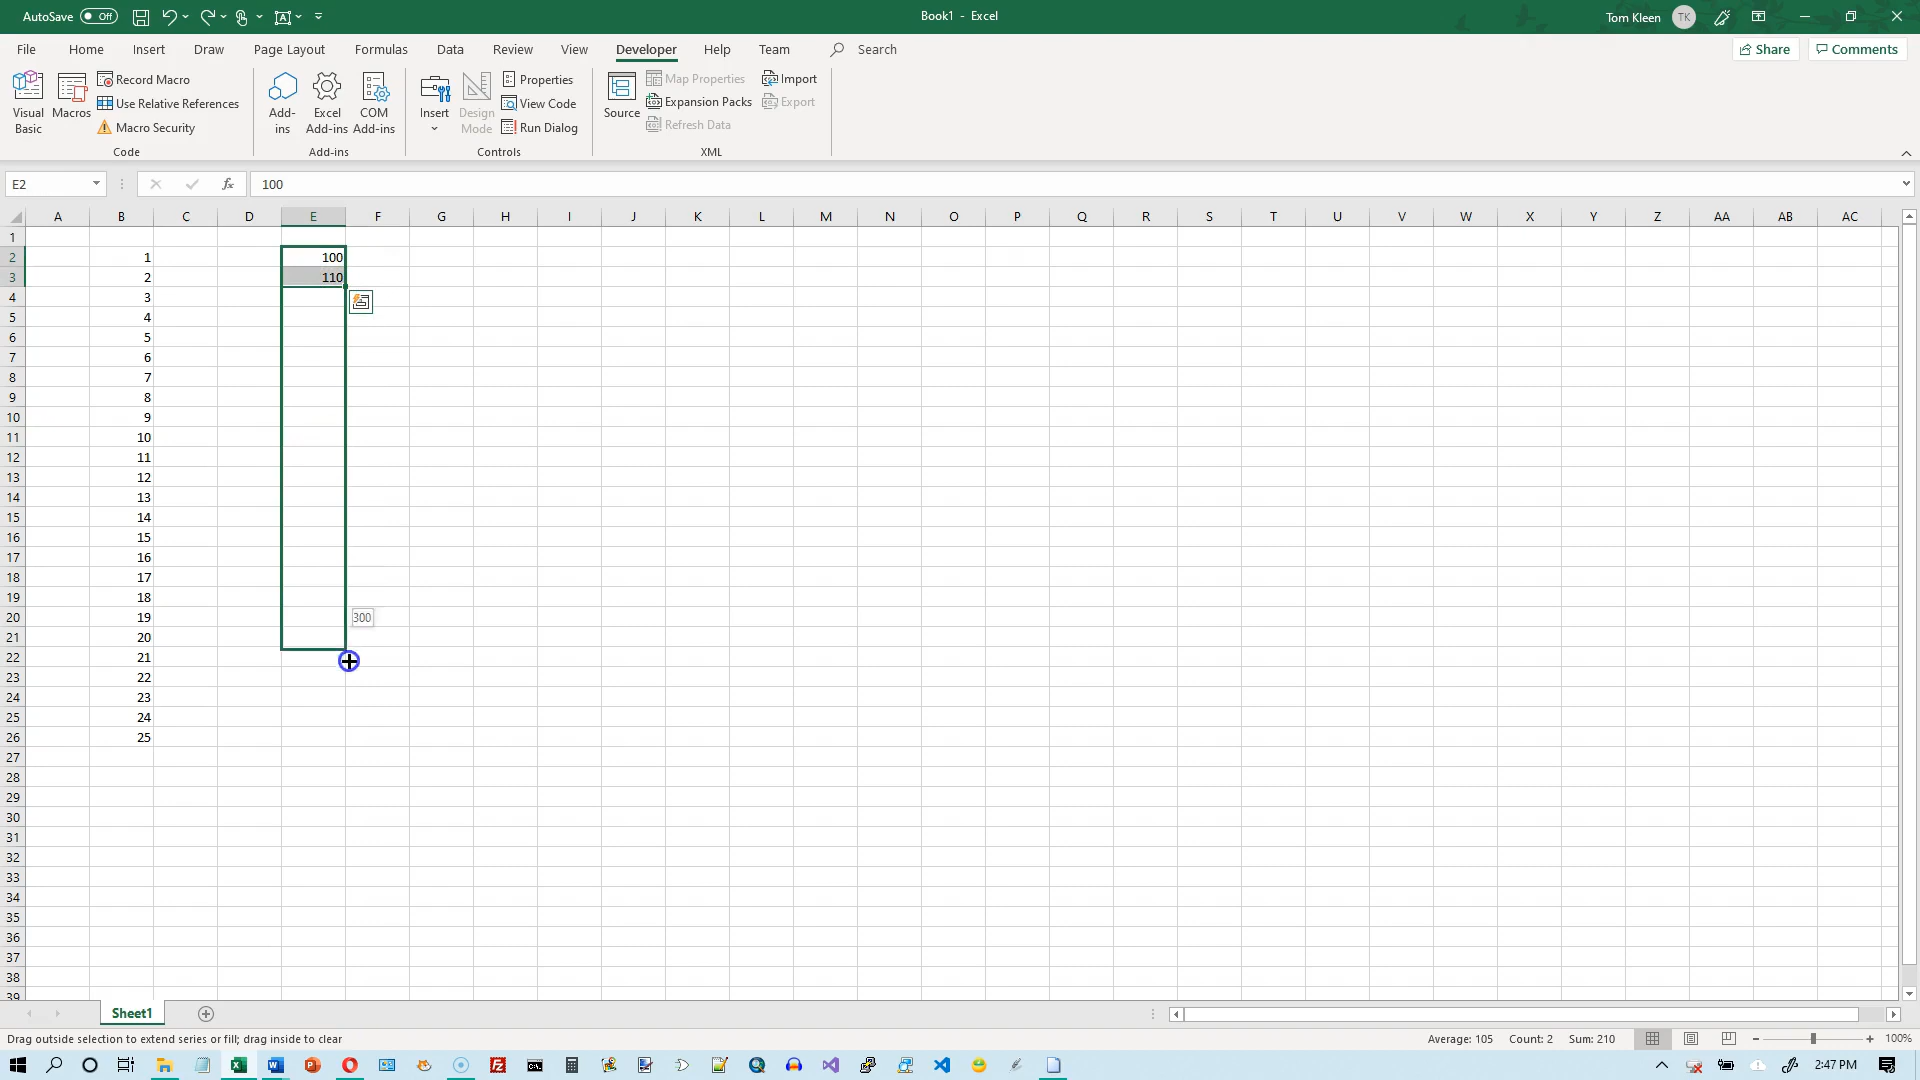 AutoSave Off Book1 - Excel Tom Kleen TK
File Home Insert Draw Page Layout Formulas Data Review View Developer Help Team Search Share Comments
Visual Basic
Macros
Record Macro
Use Relative References
Macro Security
Code
Add-ins
Excel Add-ins
COM Add-ins
Add-ins
Insert
Design Mode
Properties
View Code
Run Dialog
Controls
Source
Map Properties
Expansion Packs
Refresh Data
Import
Export
XML
E2 fx 100
A B C D E F G H I J K L M N O P Q R S T U V W X Y Z AA AB AC
1
2 1 100
3 2 110
4 3
5 4
6 5
7 6
8 7
9 8
10 9
11 10
12 11
13 12
14 13
15 14
16 15
17 16
18 17
19 18
20 19 300
21 20
22 21
23 22
24 23
25 24
26 25
27
28
29
30
31
32
33
34
35
36
37
38
39
Sheet1
Drag outside selection to extend series or fill; drag inside to clear Average: 105 Count: 2 Sum: 210 100%
2:47 PM